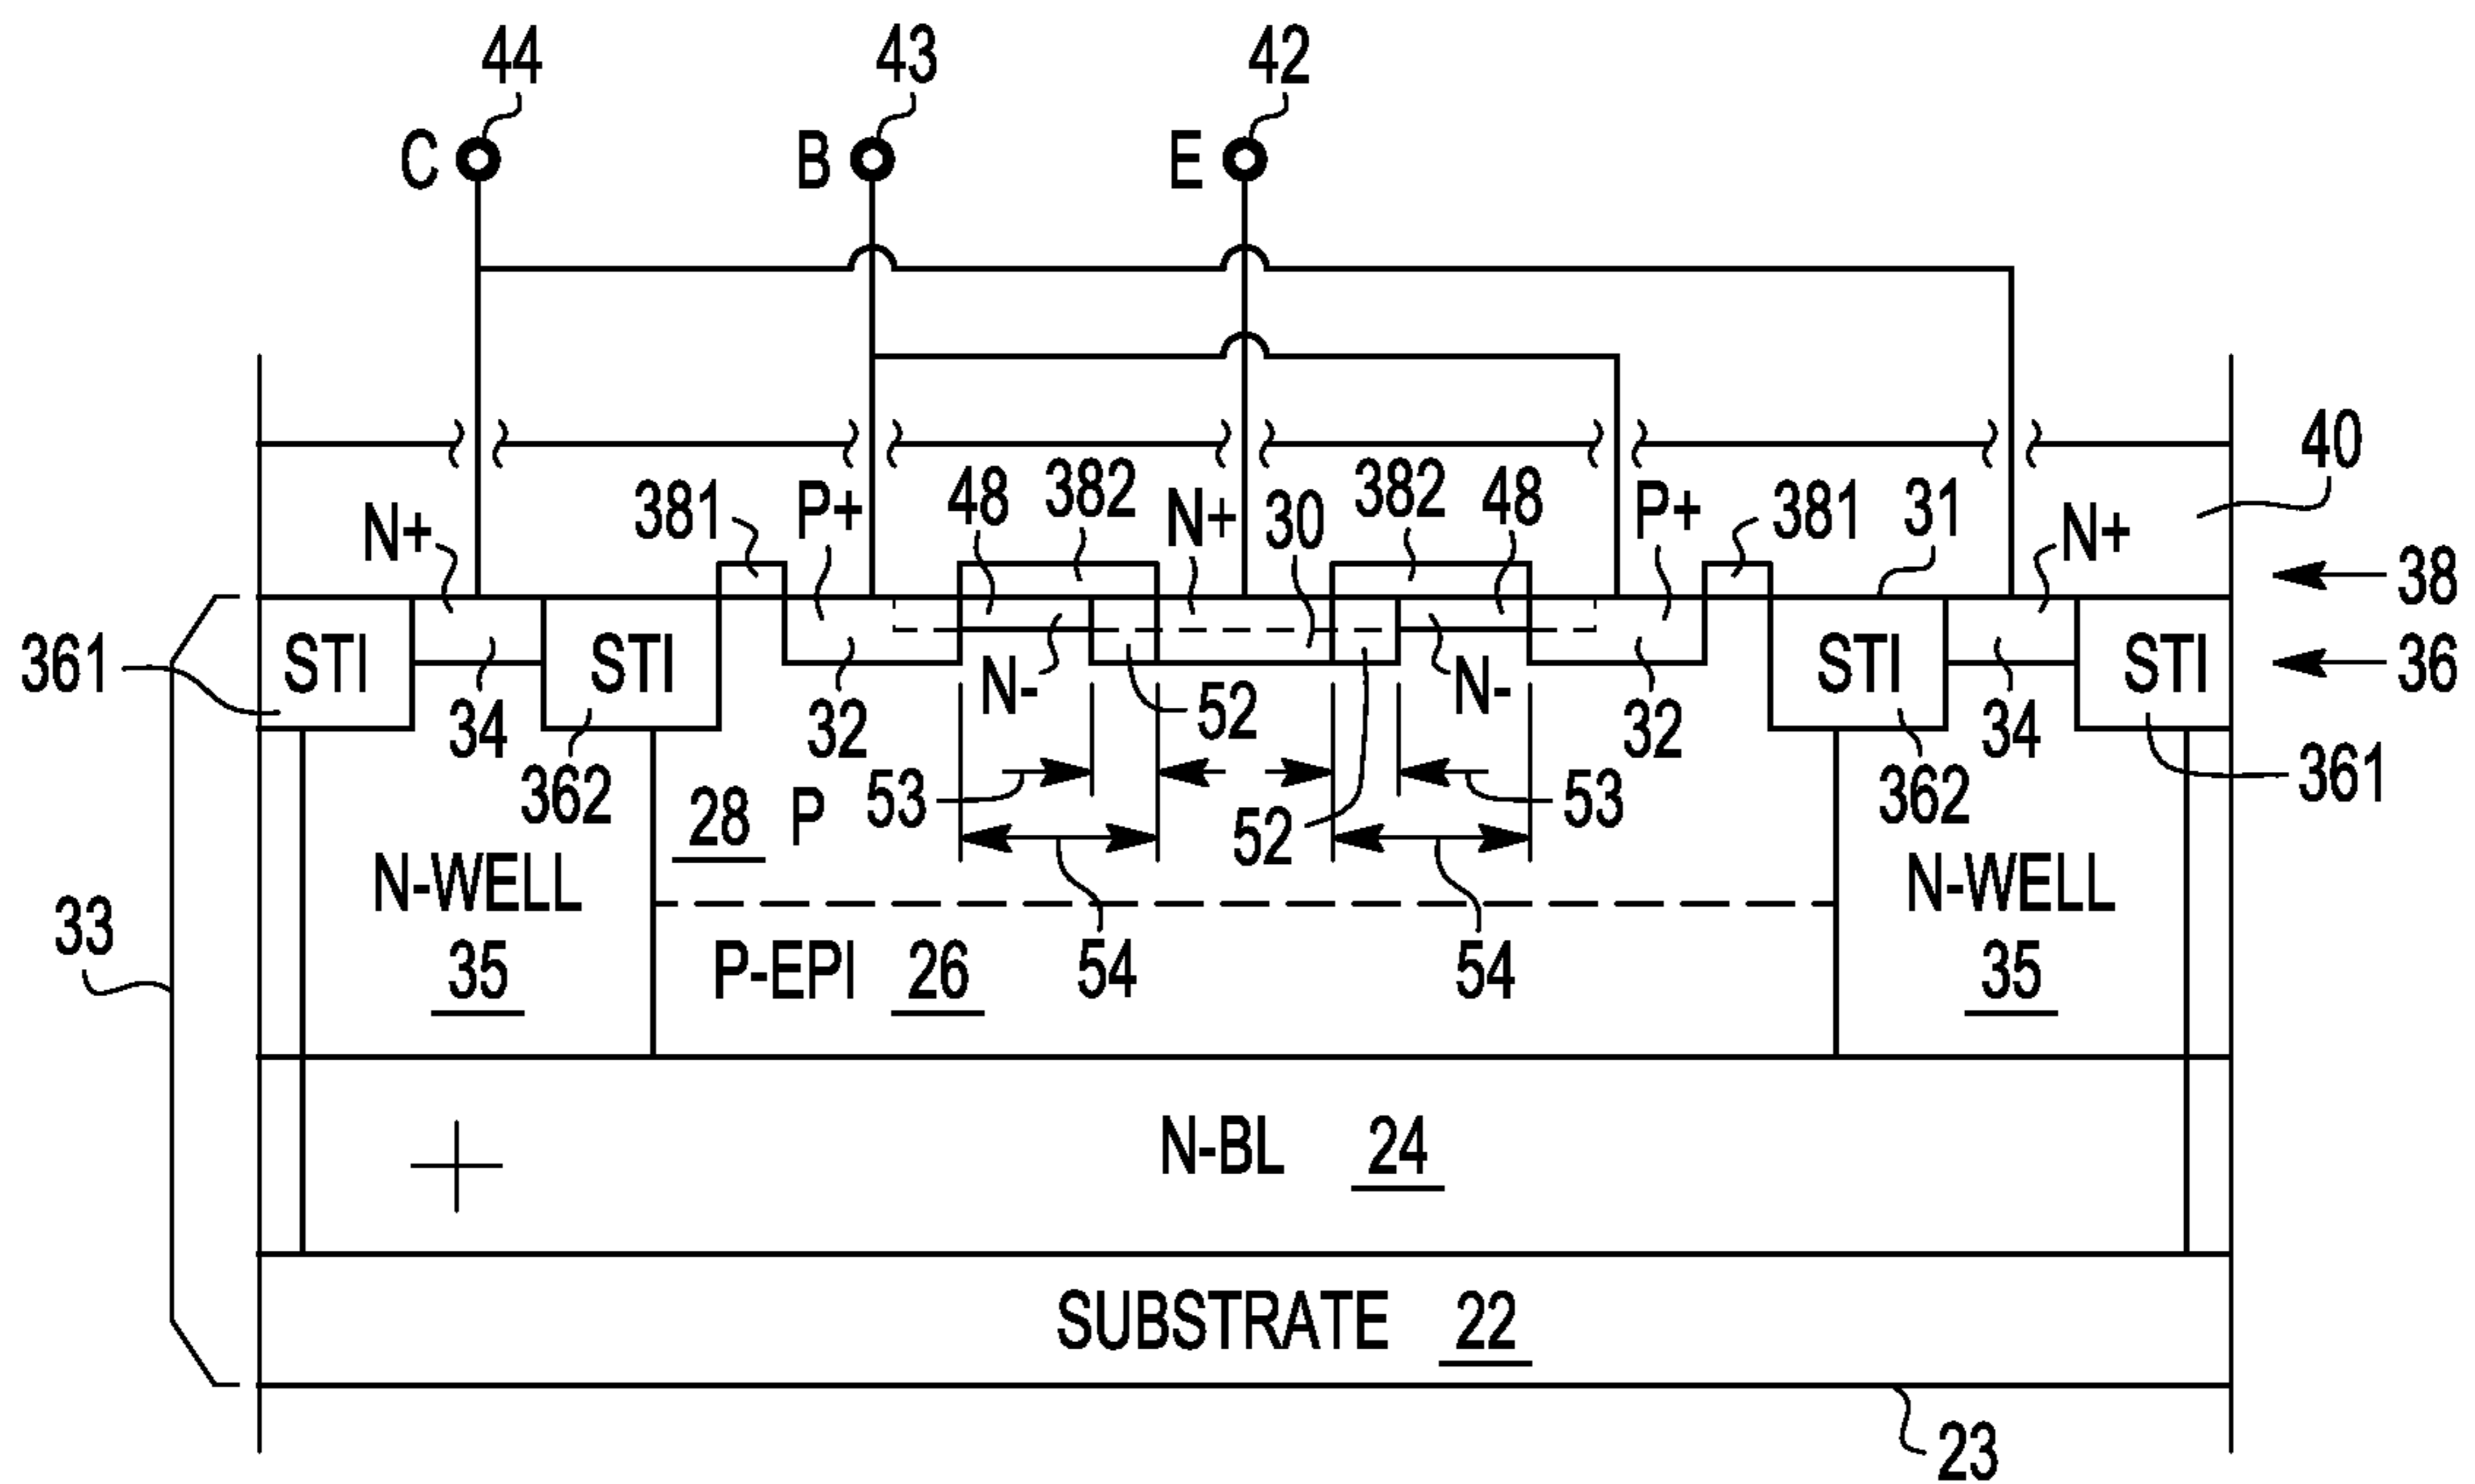 44 43 42
C B E
40
381 P+ 48 382 N+ 30 382 48 P+ 381 31 N+
N+
38
361 STI STI STI STI 36
N- 52 N-
34 32 32 34
362 53 52 53 362 361
28 P
N-WELL N-WELL
33 35 P-EPI 26 54 54 35
N-BL 24
SUBSTRATE 22
23